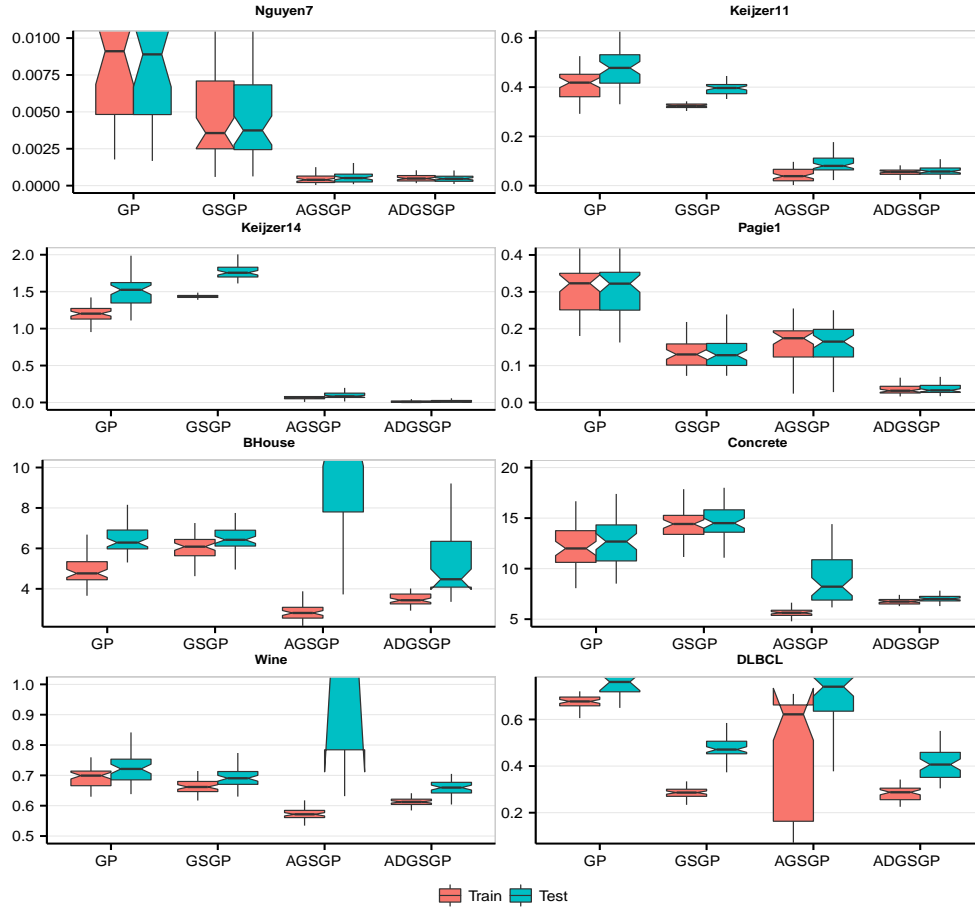 Nguyen7
0.0100
0.0075
0.0050
0.0025
0.0000
GP GSGP AGSGP ADGSGP
Keijzer11
0.6
0.4
0.2
0.0
GP GSGP AGSGP ADGSGP
Keijzer14
2.0
1.5
1.0
0.5
0.0
GP GSGP AGSGP ADGSGP
Pagie1
0.4
0.3
0.2
0.1
0.0
GP GSGP AGSGP ADGSGP
BHouse
10
8
6
4
GP GSGP AGSGP ADGSGP
Concrete
20
15
10
5
GP GSGP AGSGP ADGSGP
Wine
1.0
0.9
0.8
0.7
0.6
0.5
GP GSGP AGSGP ADGSGP
DLBCL
0.6
0.4
0.2
GP GSGP AGSGP ADGSGP
Train Test